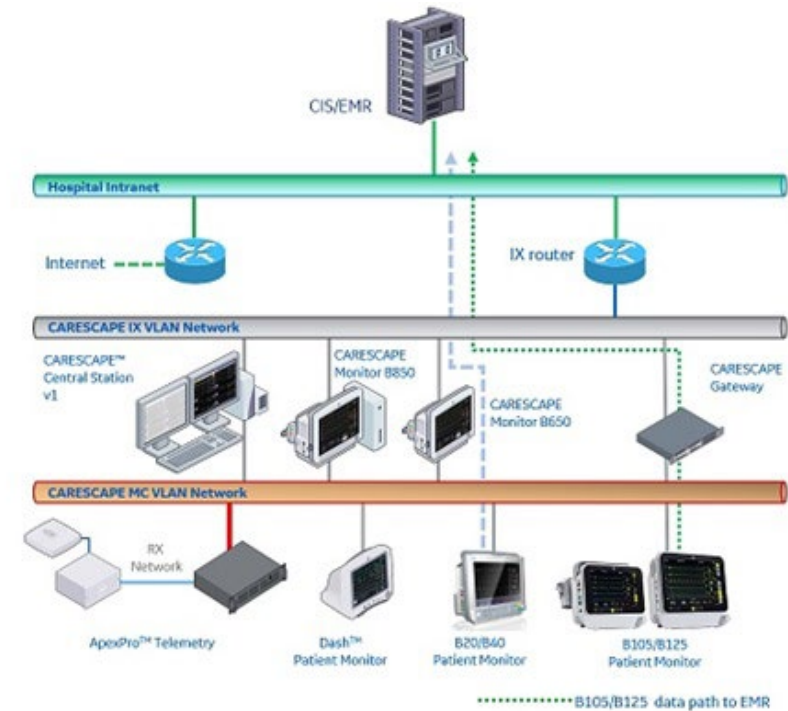 CIS/EMR
Hospital Intranet
Internet
IX router
CARESCAPE IX VLAN Network
CARESCAPE™
Central Station
v1
CARESCAPE
Monitor B850
CARESCAPE
Monitor B650
CARESCAPE
Gateway
CARESCAPE MC VLAN Network
RX
Network
ApexPro™ Telemetry
Dash™
Patient Monitor
B20/B40
Patient Monitor
B105/B125
Patient Monitor
B105/B125 data path to EMR